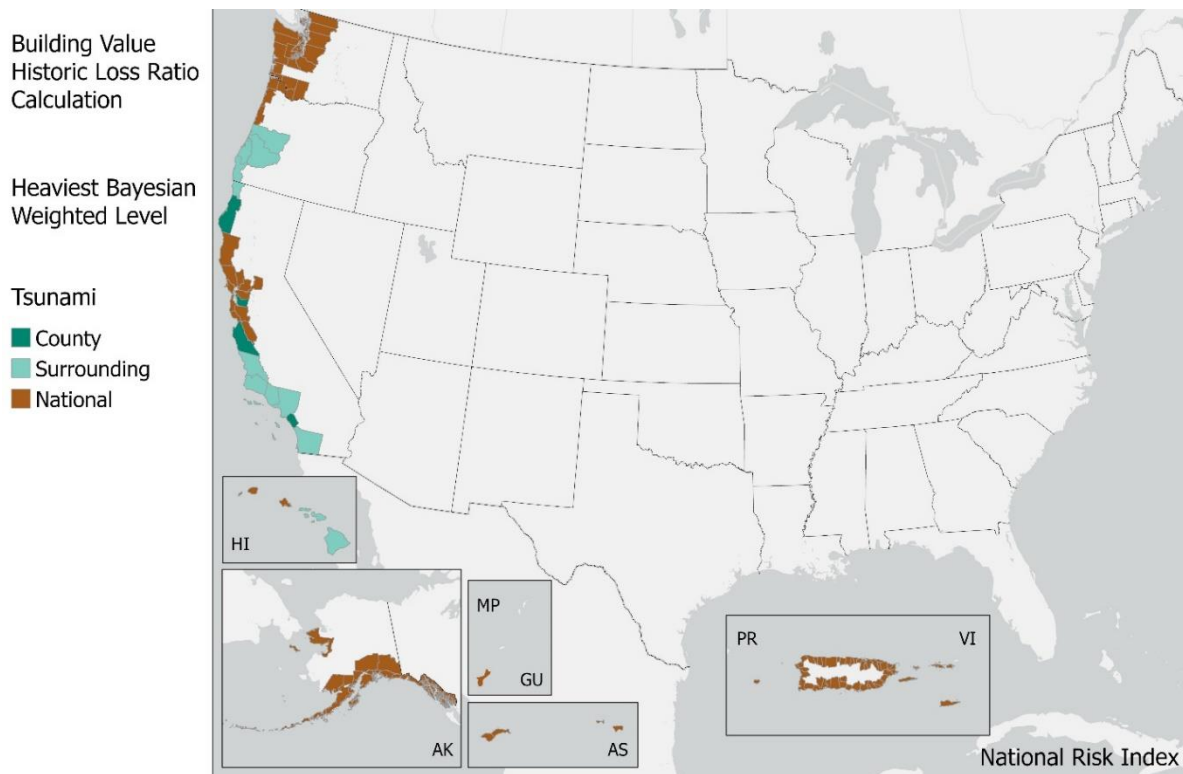 Building Value
Historic Loss Ratio
Calculation
Heaviest Bayesian
Weighted Level
Tsunami
County
Surrounding
National
HI
AK
MP
GU
AS
PR
VI
National Risk Index